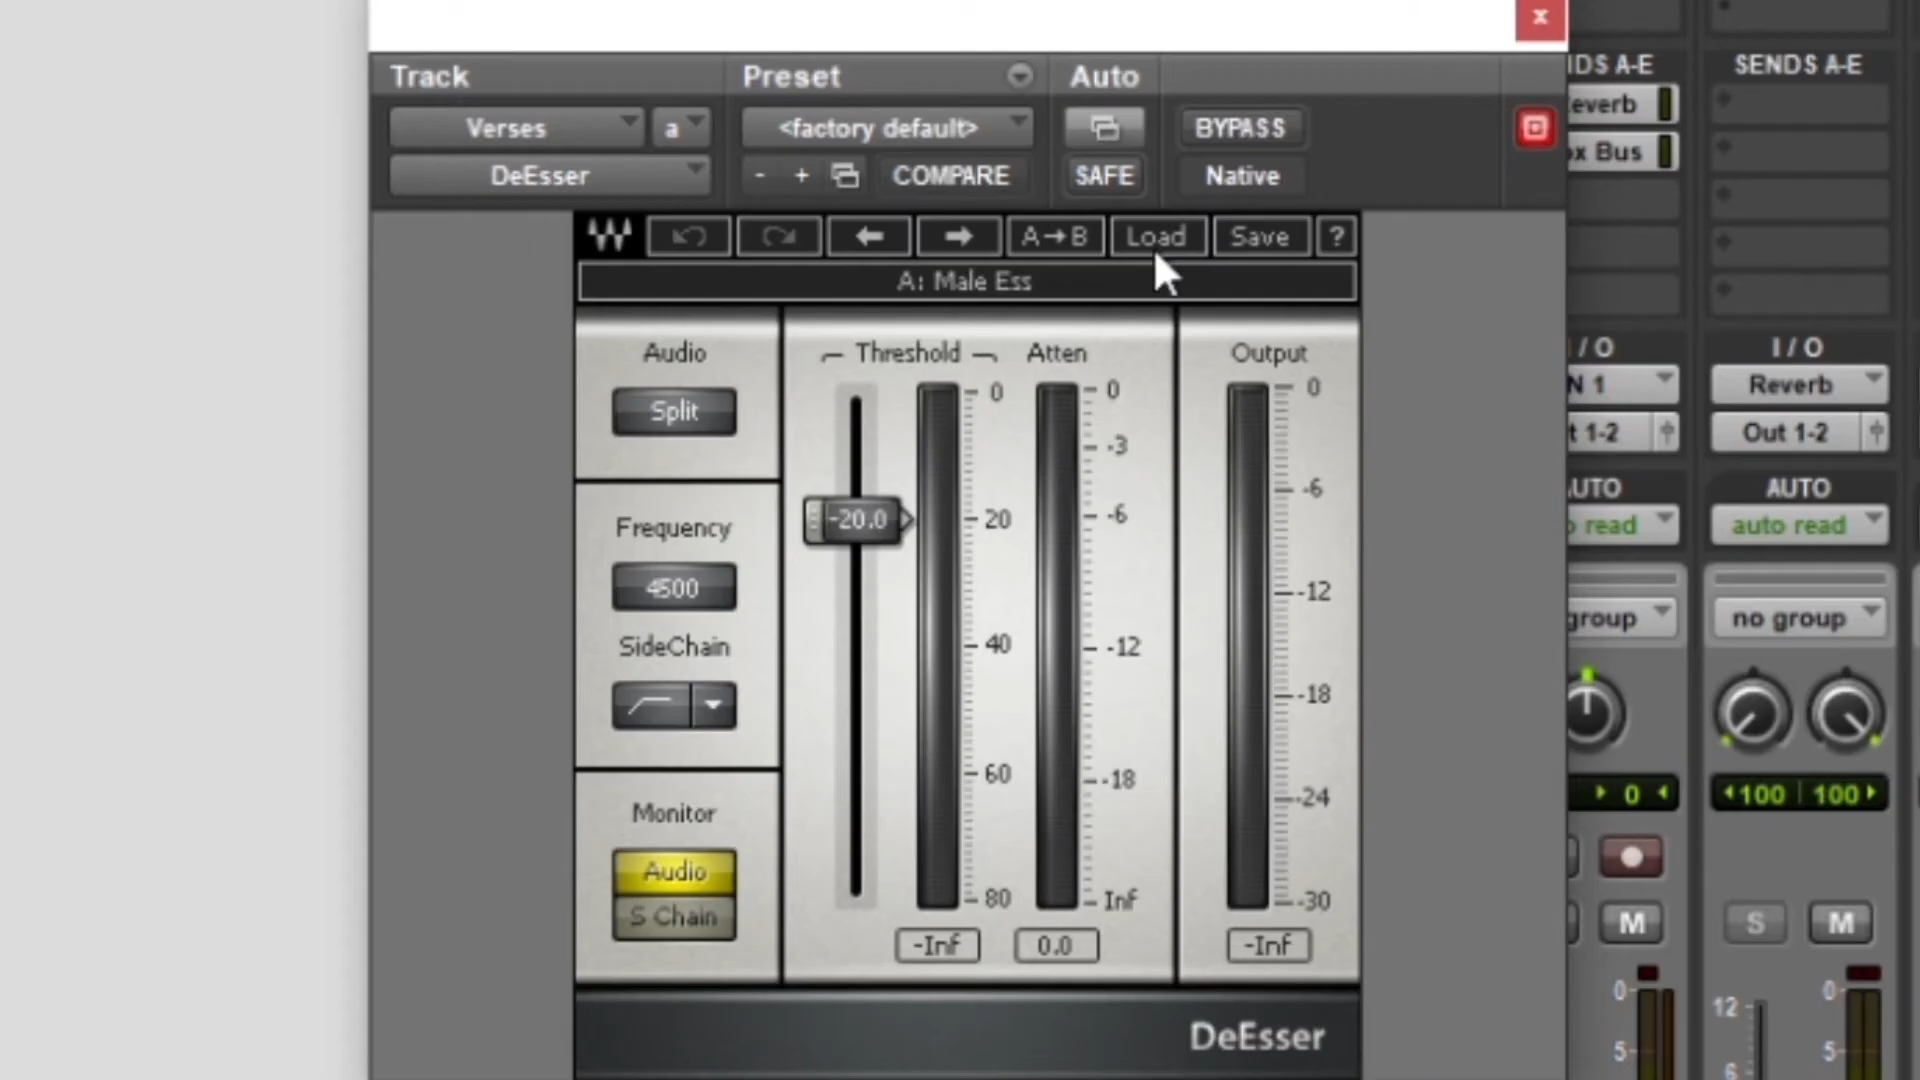 x
Track
Preset
Auto
Verses
a
<factory default>
BYPASS
DeEsser
-
+
COMPARE
SAFE
Native
A→B
Load
Save
?
A: Male Ess
Audio
Split
Frequency
4500
SideChain
Monitor
Audio
S Chain
Threshold
-20.0
0
20
40
60
80
-Inf
Atten
0
-3
-6
-12
-18
Inf
0.0
Output
0
-6
-12
-18
-24
-30
-Inf
DeEsser
DS A-E
everb
x Bus
/ O
N 1
t 1-2
UTO
read
group
0
M
0
5
SENDS A-E
I / O
Reverb
Out 1-2
AUTO
auto read
no group
100
100
S
M
12
6
0
5